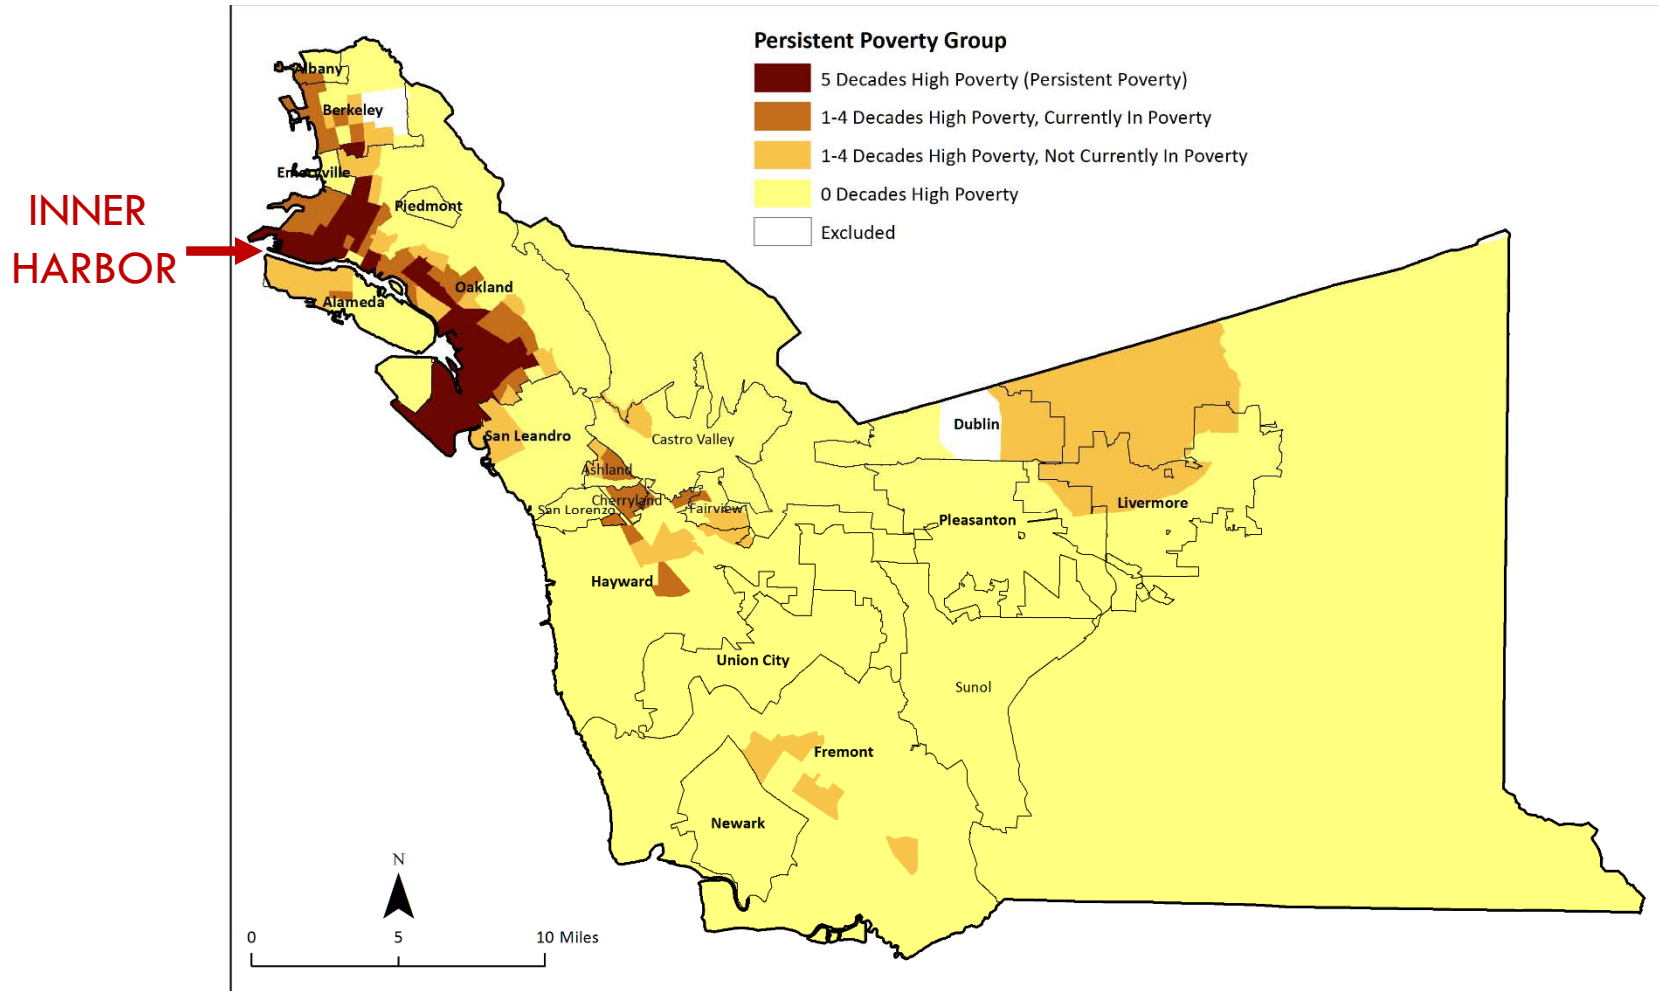 Persistent Poverty Group
5 Decades High Poverty (Persistent Poverty)
1-4 Decades High Poverty, Currently In Poverty
1-4 Decades High Poverty, Not Currently In Poverty
0 Decades High Poverty
Excluded
INNER
HARBOR
Albany
Berkeley
Emeryville
Piedmont
Oakland
Alameda
San Leandro
Castro Valley
Ashland
Cherryland
San Lorenzo
Fairview
Hayward
Dublin
Livermore
Pleasanton
Union City
Sunol
Fremont
Newark
N
0 5 10 Miles